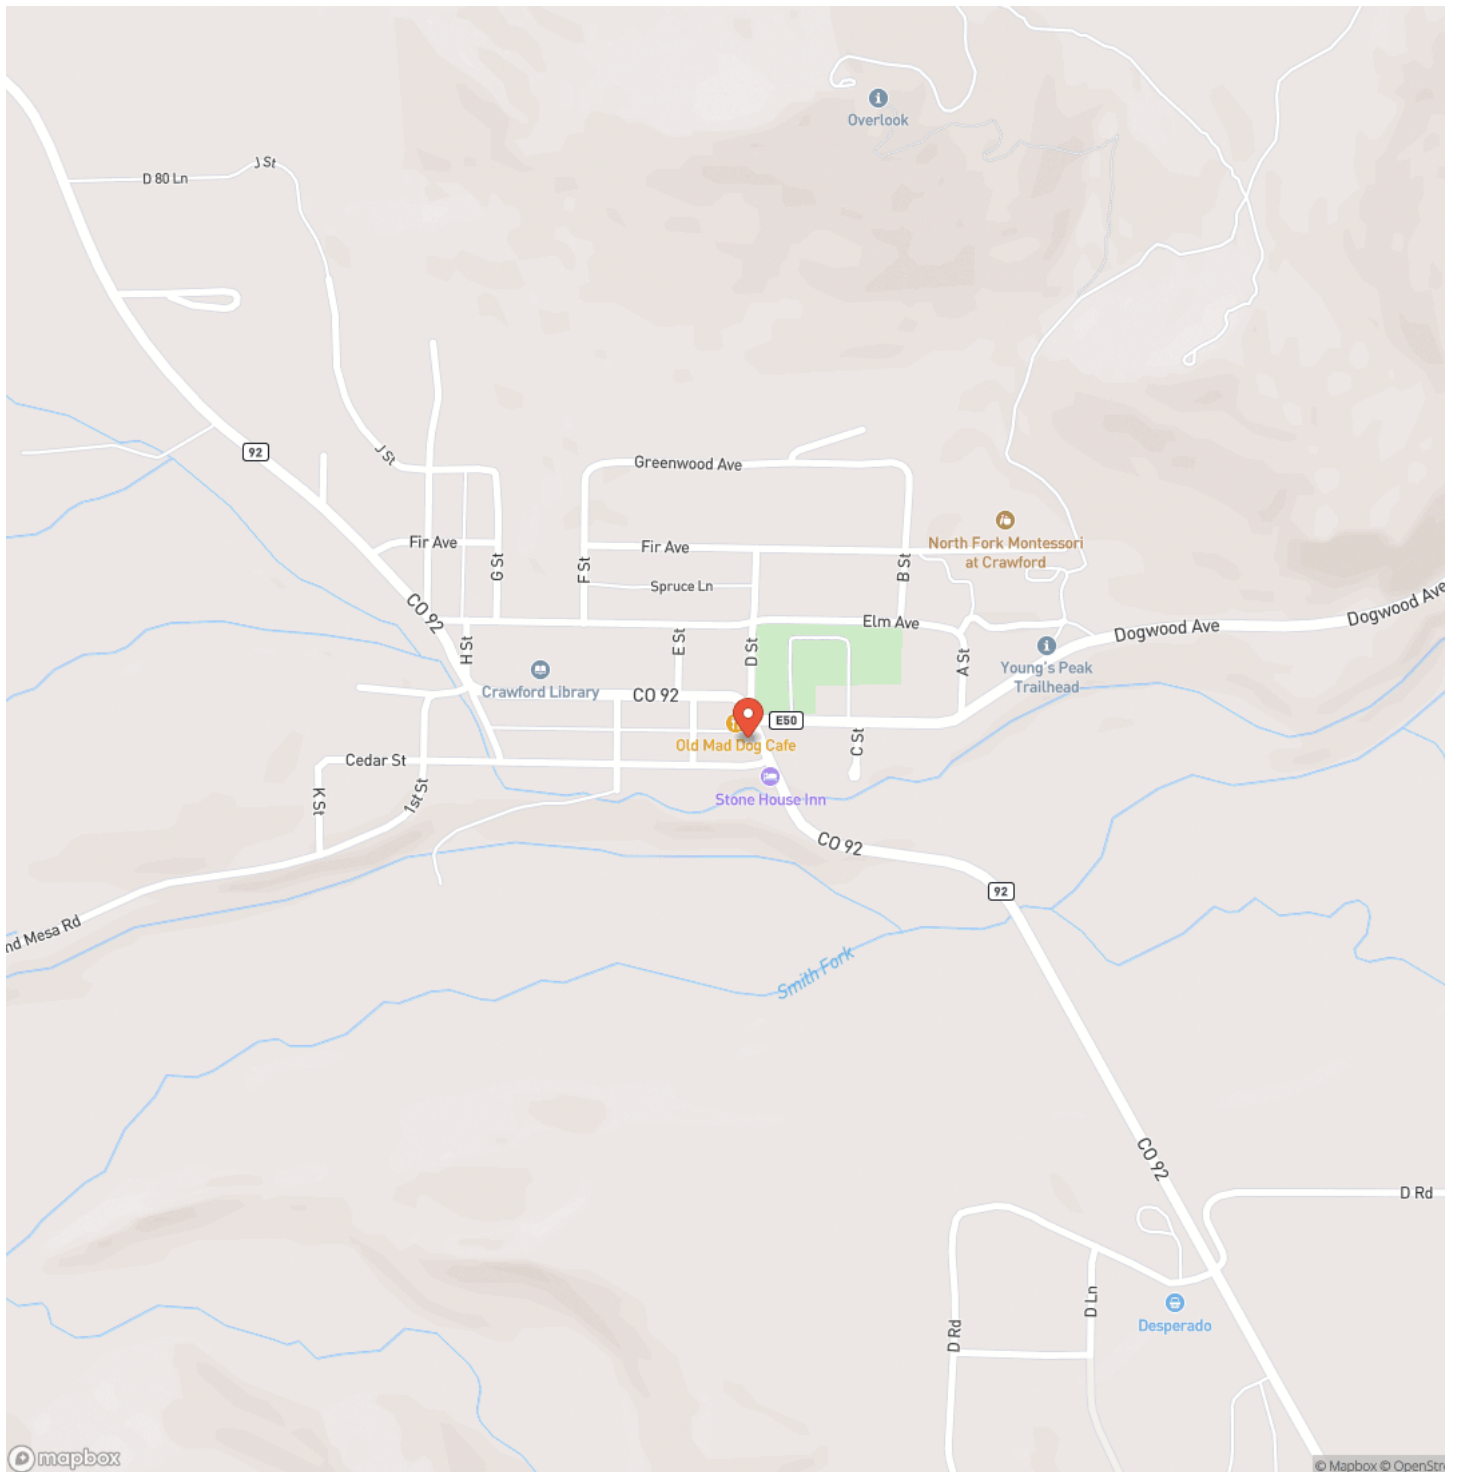 Overlook
J St
D 80 Ln
92
J St
Greenwood Ave
North Fork Montessori
at Crawford
Fir Ave
Fir Ave
G St
F St
B St
Spruce Ln
CO 92
Elm Ave
Dogwood Ave
Dogwood Ave
H St
E St
D St
A St
Young's Peak
Trailhead
Crawford Library
CO 92
E50
Old Mad Dog Cafe
C St
Cedar St
K St
1st St
Stone House Inn
CO 92
92
nd Mesa Rd
Smith Fork
CO 92
D Rd
D Ln
D Rd
Desperado
mapbox
© Mapbox © OpenStre